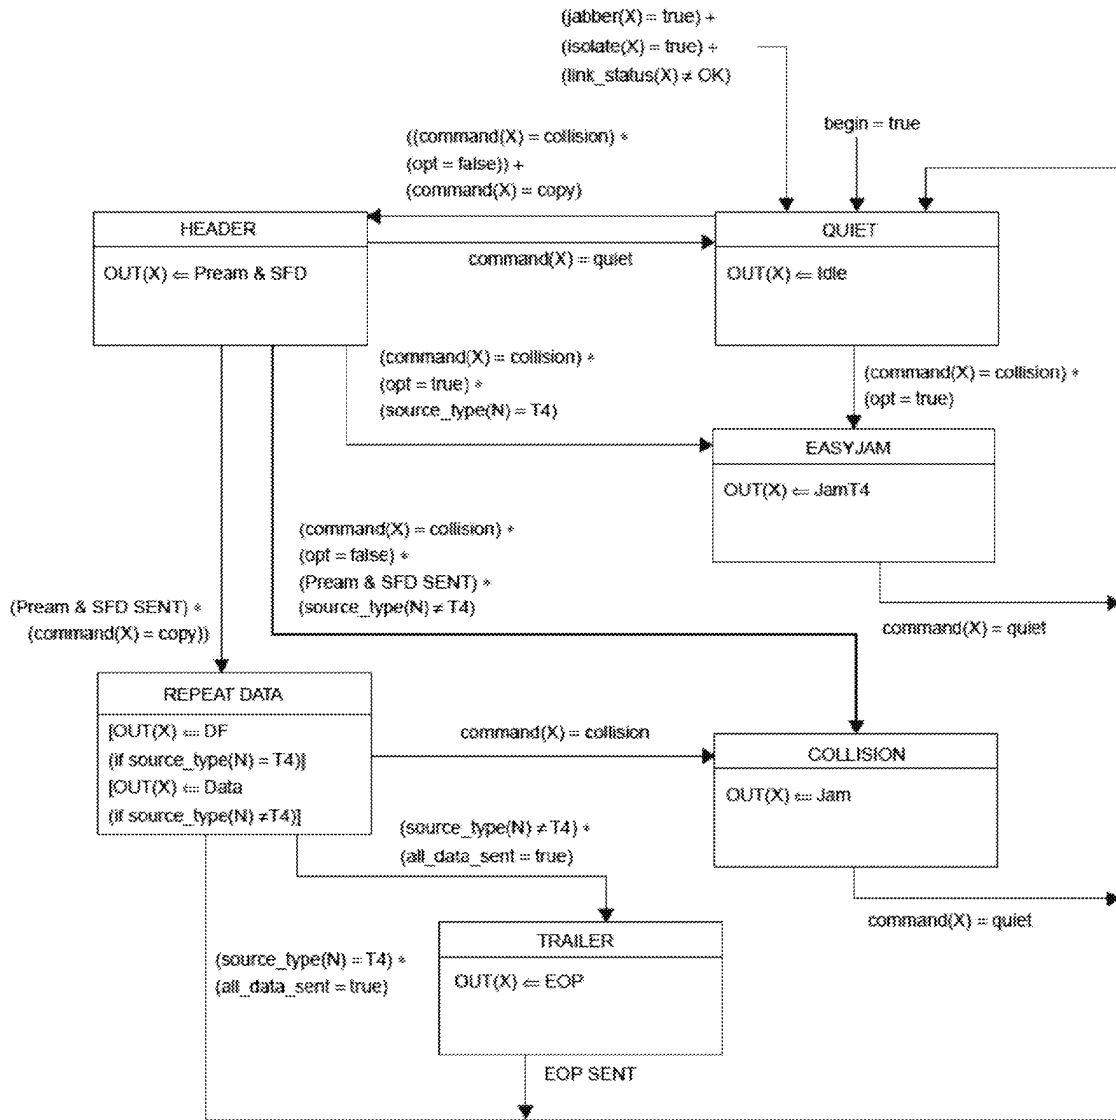 (jabber(X) = true) +
(isolate(X) = true) +
(link_status(X) ≠ OK)
begin = true
((command(X) = collision) *
(opt = false)) +
(command(X) = copy)
HEADER
OUT(X) ⇐ Pream & SFD
command(X) = quiet
QUIET
OUT(X) ⇐ Idle
(command(X) = collision) *
(opt = true) *
(source_type(N) = T4)
(command(X) = collision) *
(opt = true)
EASYJAM
OUT(X) ⇐ JamT4
(command(X) = collision) *
(opt = false) *
(Pream & SFD SENT) *
(source_type(N) ≠ T4)
(Pream & SFD SENT) *
(command(X) = copy))
command(X) = quiet
REPEAT DATA
[OUT(X) ⇐ DF
(if source_type(N) = T4)]
[OUT(X) ⇐ Data
(if source_type(N) ≠T4)]
command(X) = collision
COLLISION
OUT(X) ⇐ Jam
(source_type(N) ≠ T4) *
(all_data_sent = true)
command(X) = quiet
TRAILER
OUT(X) ⇐ EOP
(source_type(N) = T4) *
(all_data_sent = true)
EOP SENT